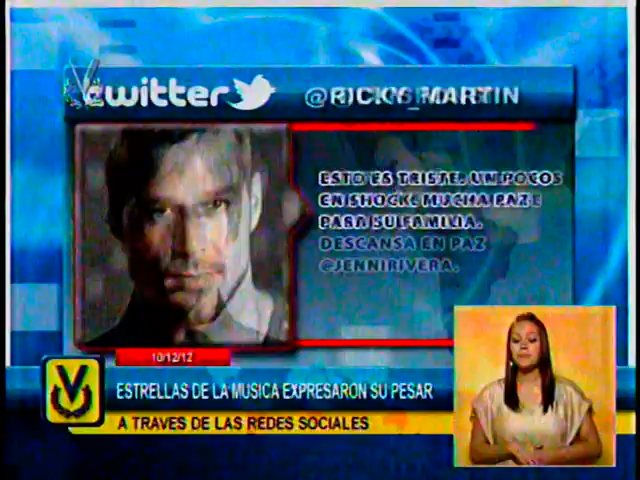 twitter @RICKY_MARTIN
ESTO ES TRISTE. UN POCOS
EN SHOCK. MUCHA PAZ
PARA SU FAMILIA.
DESCANSA EN PAZ
@JENNIRIVERA.
10/12/12
ESTRELLAS DE LA MUSICA EXPRESARON SU PESAR
A TRAVES DE LAS REDES SOCIALES